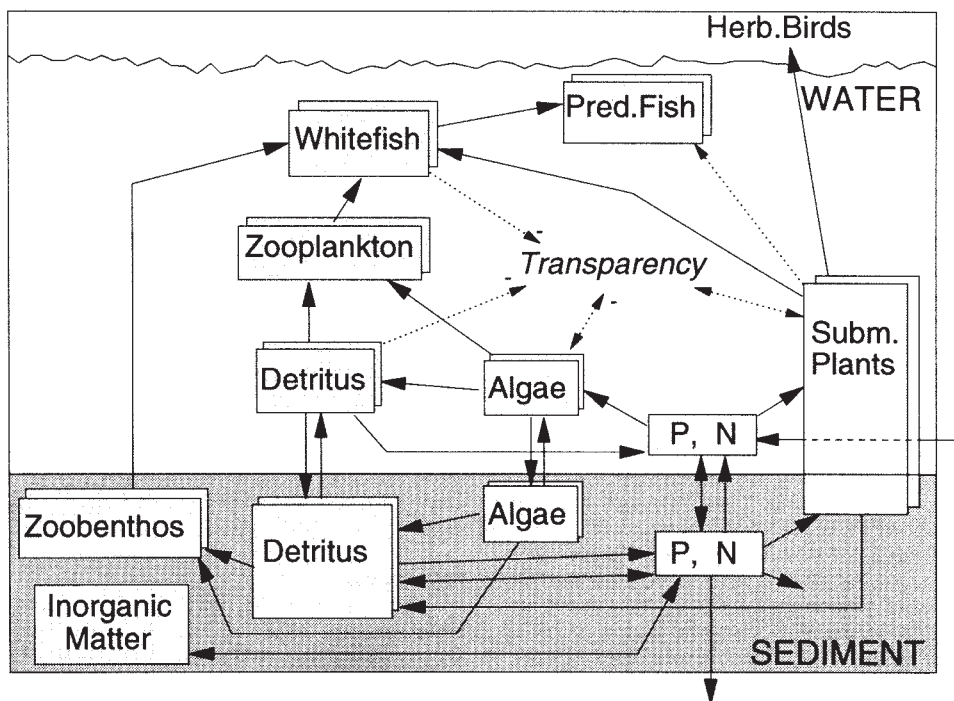 Herb.Birds
WATER
Pred.Fish
Whitefish
-
Zooplankton
Transparency
-
-
Subm.
Plants
Detritus
Algae
P, N
Zoobenthos
Algae
Detritus
P, N
Inorganic
Matter
SEDIMENT